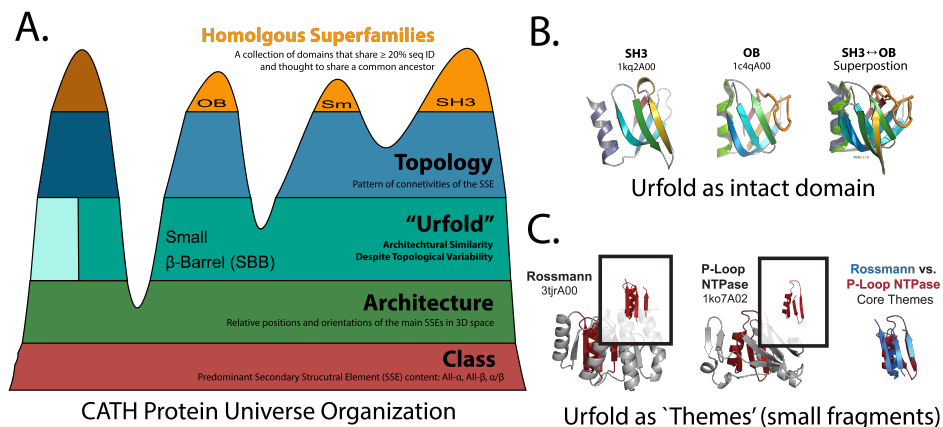 A.
Homolgous Superfamilies
A collection of domains that share ≥ 20% seq ID
and thought to share a common ancestor
OB
Sm
SH3
Topology
Pattern of connetivities of the SSE
Small
β-Barrel (SBB)
“Urfold”
Architechtural Similarity
Despite Topological Variability
Architecture
Relative positions and orientations of the main SSEs in 3D space
Class
Predominant Secondary Strucutral Element (SSE) content: All-α, All-β, α/β
CATH Protein Universe Organization
B.
SH3
1kq2A00
OB
1c4qA00
SH3↔OB
Superpostion
Urfold as intact domain
C.
Rossmann
3tjrA00
P-Loop
NTPase
1ko7A02
Rossmann vs.
P-Loop NTPase
Core Themes
Urfold as `Themes’ (small fragments)